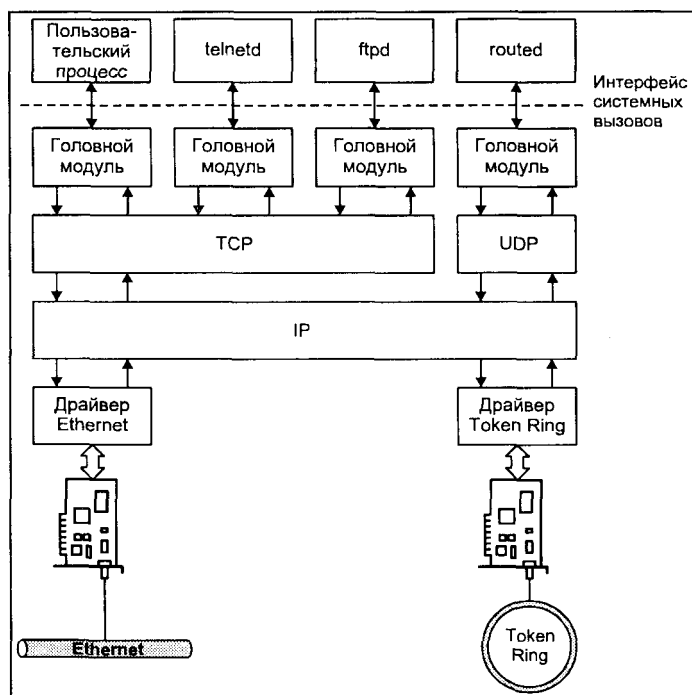 Пользова-
тельский
процесс
telnetd
ftpd
routed
Интерфейс
системных
вызовов
Головной
модуль
Головной
модуль
Головной
модуль
Головной
модуль
TCP
UDP
IP
Драйвер
Ethernet
Драйвер
Token Ring
Ethernet
Token
Ring